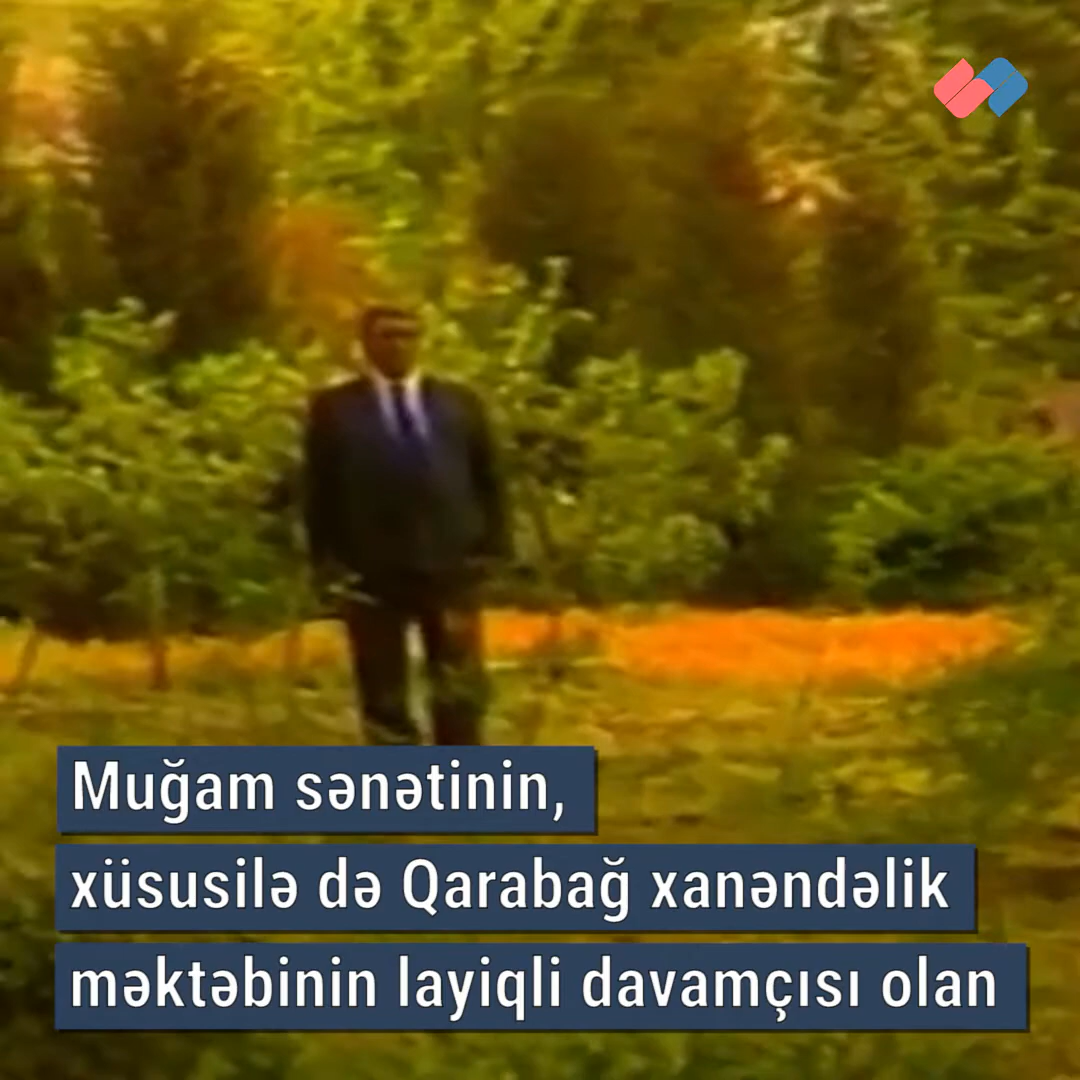 Muğam sənətinin,
xüsusilə də Qarabağ xanəndəlik
məktəbinin layiqli davamçısı olan